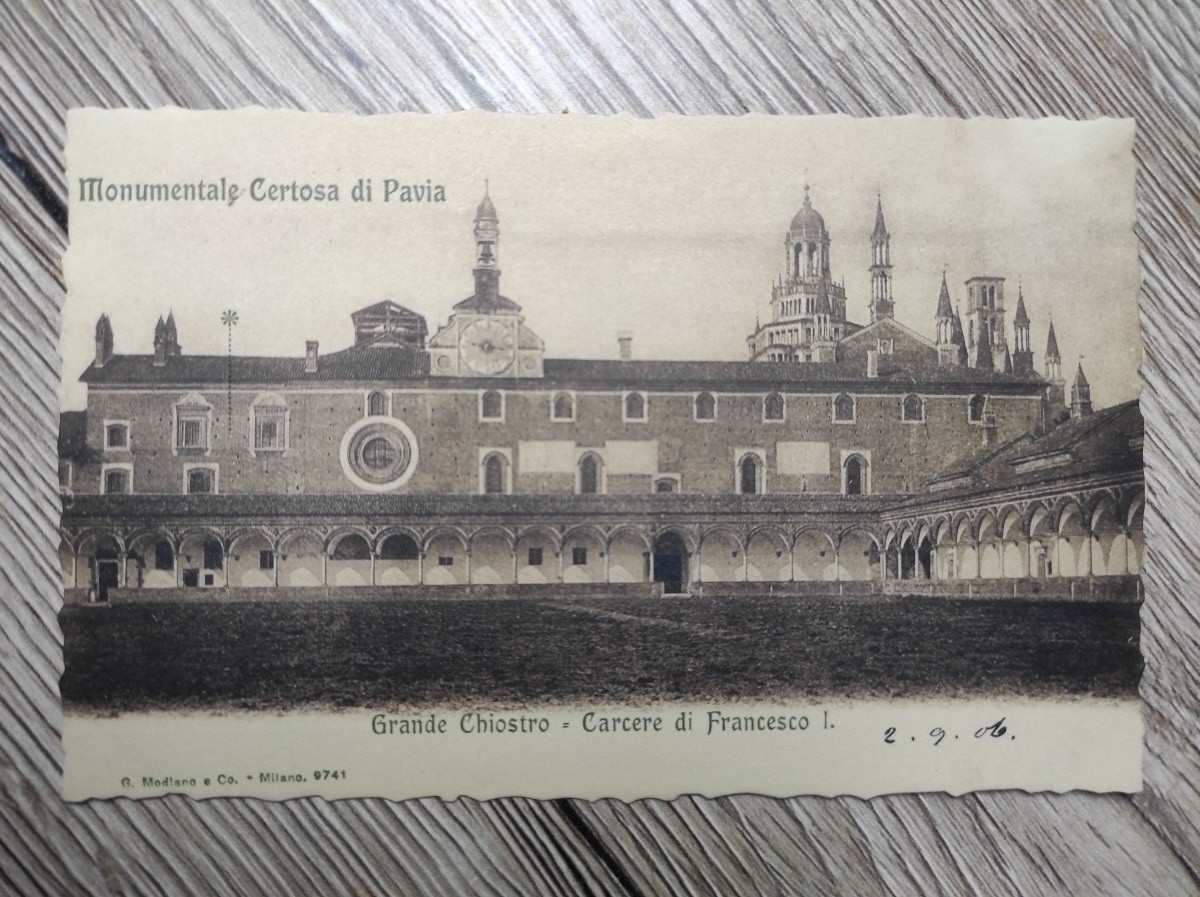 Monumentale Certosa di Pavia
Grande Chiostro = Carcere di Francesco I.
2. 9. 06.
G. Modiano e Co. - Milano. 9741